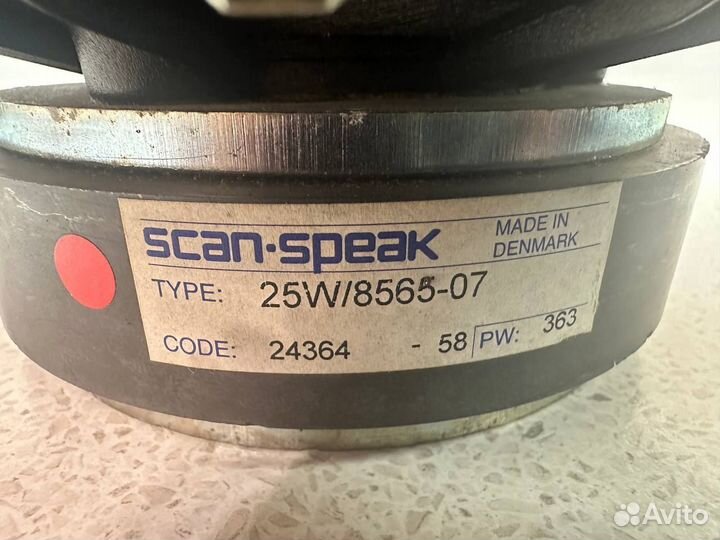 scan·speak
MADE IN
DENMARK
TYPE: 25W/8565-07
CODE: 24364 - 58 PW: 363
Avito